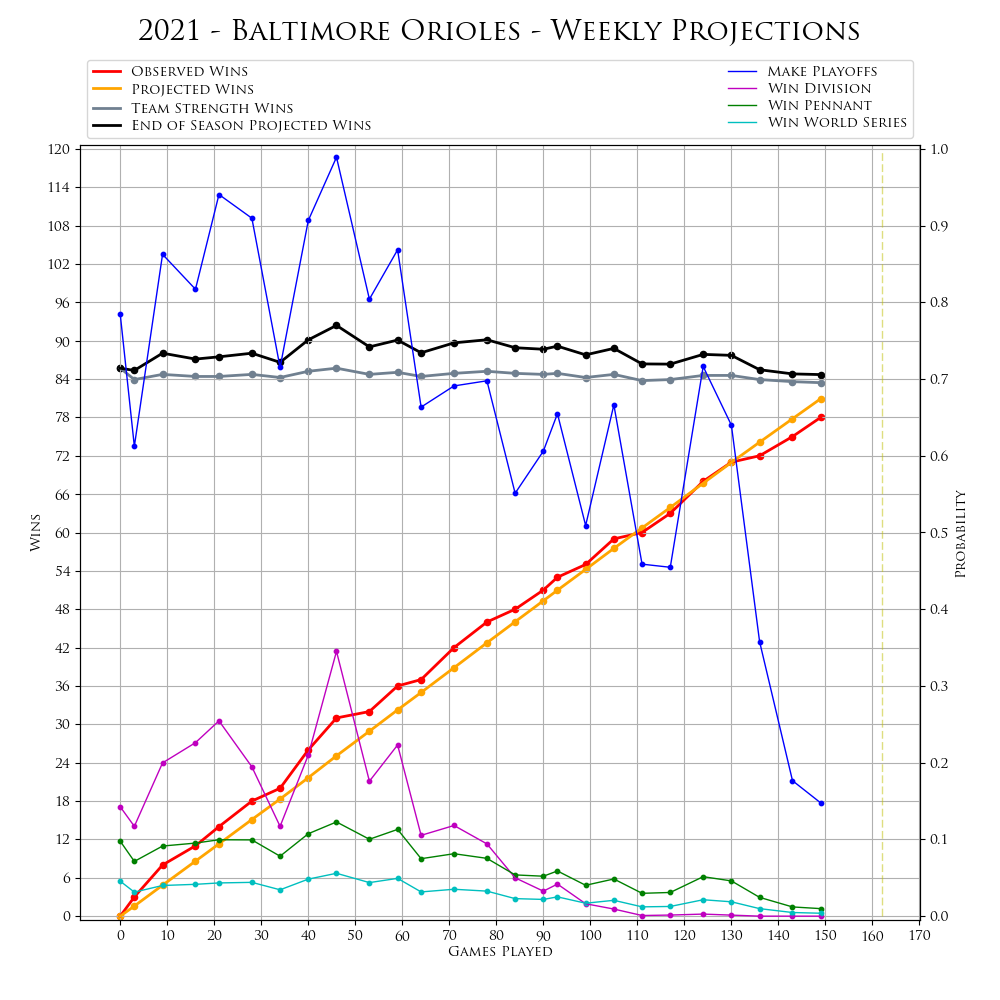 2021 - Baltimore Orioles - Weekly Projections
Observed Wins
Projected Wins
Team Strength Wins
End of Season Projected Wins
Make Playoffs
Win Division
Win Pennant
Win World Series
120
114
108
102
96
90
84
78
72
66
60
54
48
42
36
30
24
18
12
6
0
Wins
1.0
0.9
0.8
0.7
0.6
0.5
0.4
0.3
0.2
0.1
0.0
Probability
0 10 20 30 40 50 60 70 80 90 100 110 120 130 140 150 160 170
Games Played